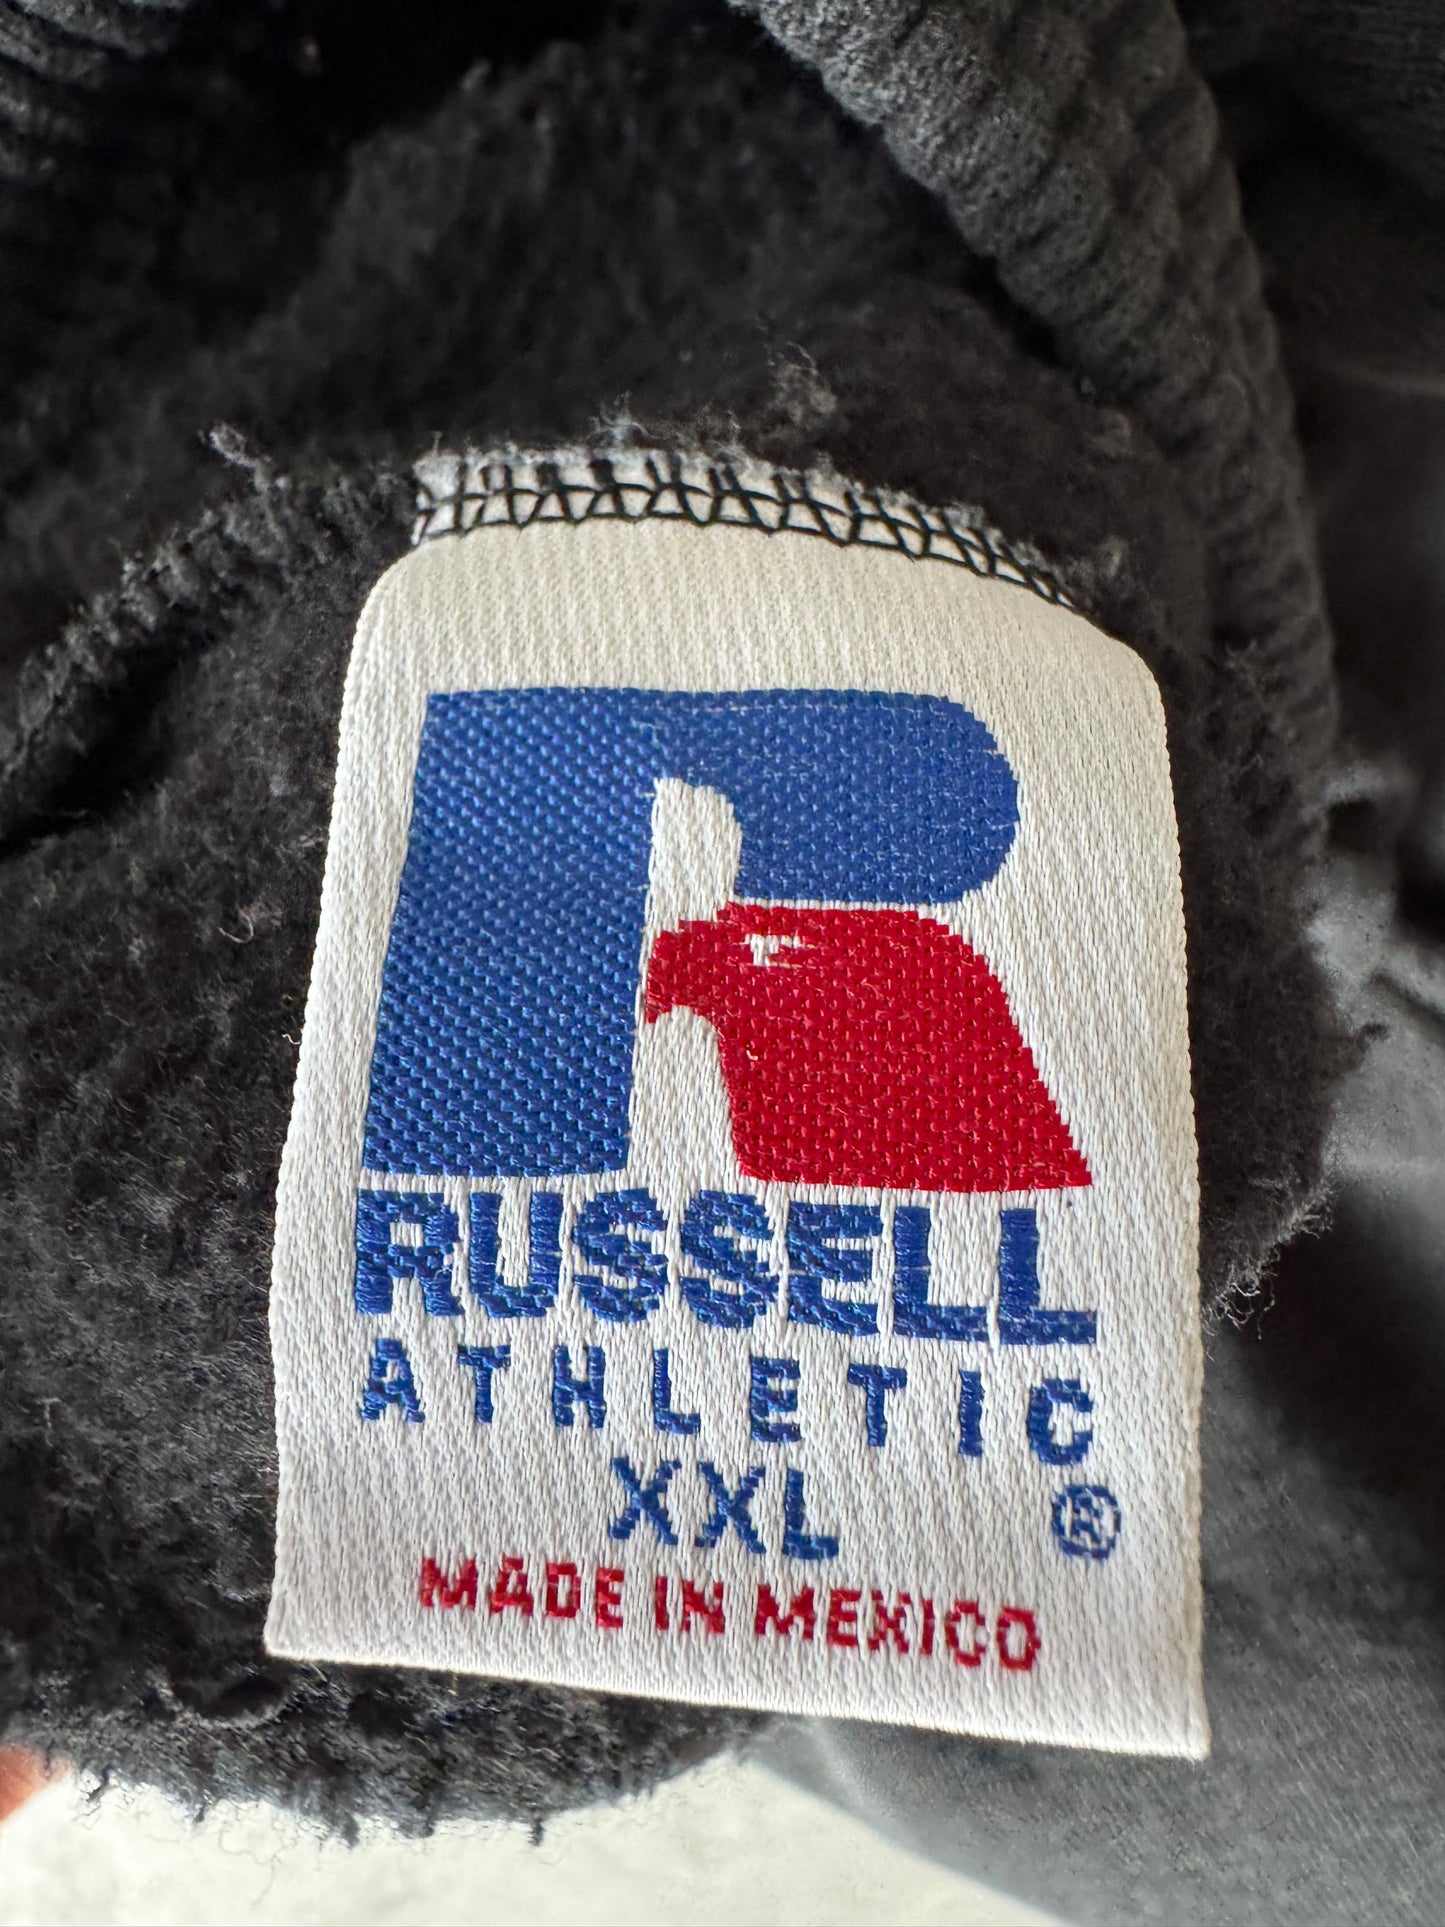 RUSSELL
ATHLETIC
XXL ®
MADE IN MEXICO